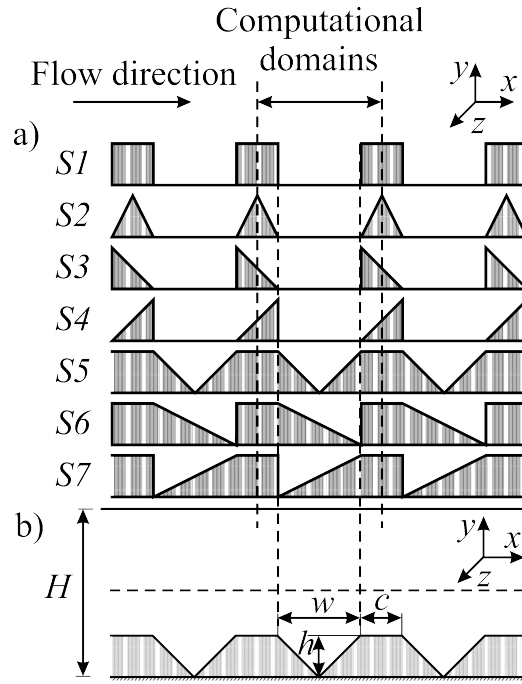 Computational
domains
Flow direction
y
x
z
a)
S1
S2
S3
S4
S5
S6
S7
b)
y
x
z
H
w
c
h